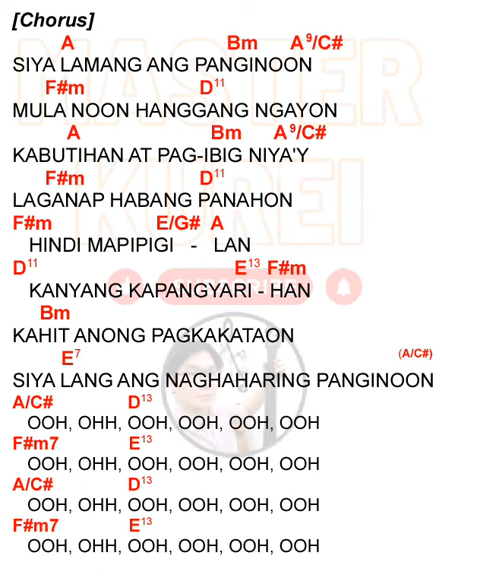 [Chorus]
A Bm A⁹/C#
SIYA LAMANG ANG PANGINOON
F#m D¹¹
MULA NOON HANGGANG NGAYON
A Bm A⁹/C#
KABUTIHAN AT PAG-IBIG NIYA'Y
F#m D¹¹
LAGANAP HABANG PANAHON
F#m E/G# A
HINDI MAPIPIGI - LAN
D¹¹ E¹³ F#m
KANYANG KAPANGYARI - HAN
Bm
KAHIT ANONG PAGKAKATAON
E⁷ (A/C#)
SIYA LANG ANG NAGHAHARING PANGINOON
A/C# D¹³
OOH, OHH, OOH, OOH, OOH, OOH
F#m7 E¹³
OOH, OHH, OOH, OOH, OOH, OOH
A/C# D¹³
OOH, OHH, OOH, OOH, OOH, OOH
F#m7 E¹³
OOH, OHH, OOH, OOH, OOH, OOH